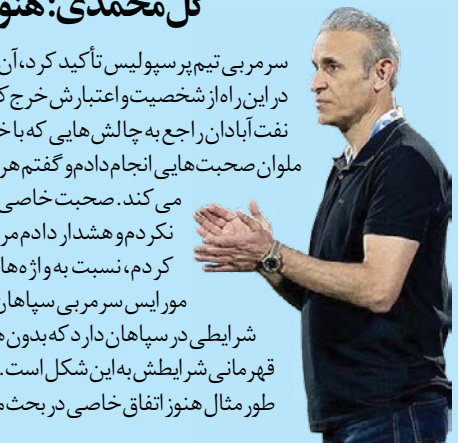 گل‌محمدی: هنو
سرمربی تیم پرسپولیس تأکید کرد، آن
در این راه از شخصیت و اعتبارش خرج ک
نفت آبادان راجع به چالش‌هایی که با خ
ملوان صحبت‌هایی انجام دادم و گفتم هر
می کند. صحبت خاصی
نکردم و هشدار دادم مر
کردم، نسبت به واژه‌ها
مورایس سرمربی سپاهان
شرایطی در سپاهان دارد که بدون ه
قهرمانی شرایطش به این شکل است.
طور مثال هنوز اتفاق خاصی در بحث م